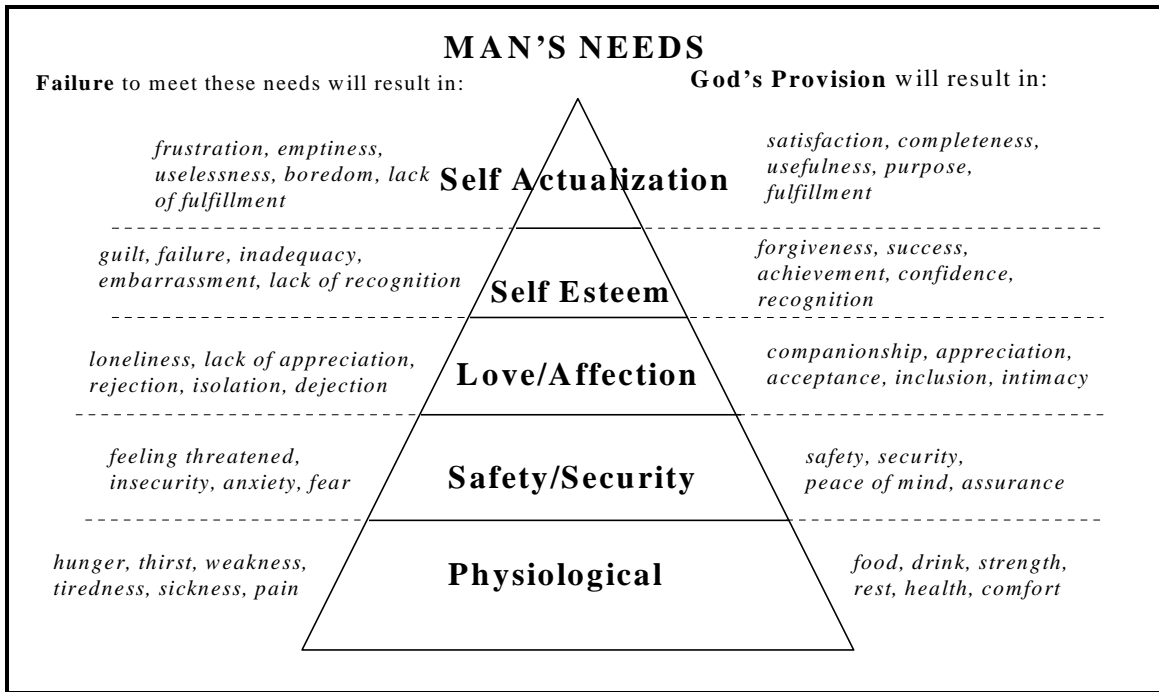 MAN'S NEEDS
Failure to meet these needs will result in:
God's Provision will result in:
frustration, emptiness,
uselessness, boredom, lack
of fulfillment
Self Actualization
satisfaction, completeness,
usefulness, purpose,
fulfillment
guilt, failure, inadequacy,
embarrassment, lack of recognition
Self Esteem
forgiveness, success,
achievement, confidence,
recognition
loneliness, lack of appreciation,
rejection, isolation, dejection
Love/Affection
companionship, appreciation,
acceptance, inclusion, intimacy
feeling threatened,
insecurity, anxiety, fear
Safety/Security
safety, security,
peace of mind, assurance
hunger, thirst, weakness,
tiredness, sickness, pain
Physiological
food, drink, strength,
rest, health, comfort